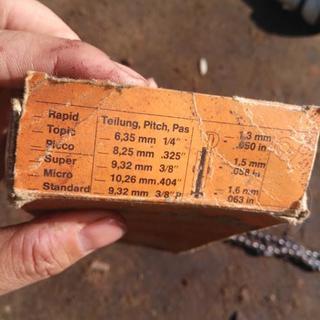 Rapid
Topic
Picco
Super
Micro
Standard
Teilung, Pitch, Pas
6,35 mm 1/4"
8,25 mm .325"
9,32 mm 3/8"
10,26 mm .404"
9,32 mm 3/8"P
1,3 mm
.050 in
1,5 mm
.058 in
1,6 mm
.063 in